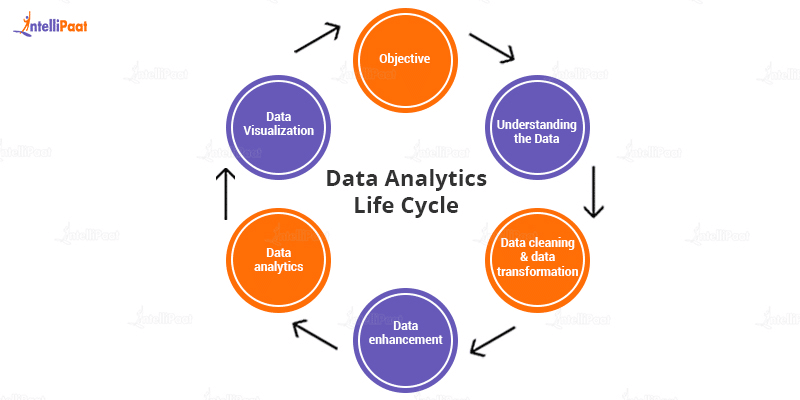 IntelliPaat
Objective
Understanding
the Data
Data cleaning
& data
transformation
Data
enhancement
Data
analytics
Data
Visualization
Data Analytics
Life Cycle